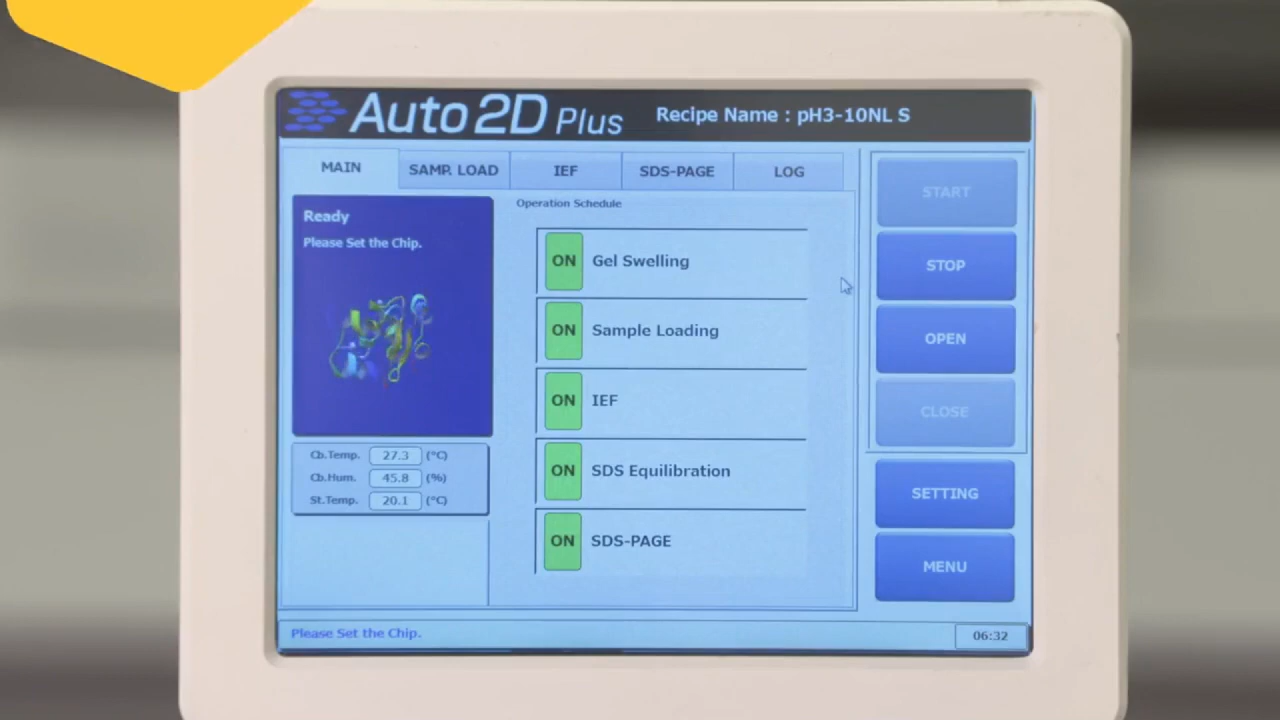 Auto 2D Plus Recipe Name : pH3-10NL S
MAIN SAMP. LOAD IEF SDS-PAGE LOG
Ready
Please Set the Chip.
Cb.Temp. 27.3 (°C)
Cb.Hum. 45.8 (%)
St.Temp. 20.1 (°C)
Operation Schedule
ON Gel Swelling
ON Sample Loading
ON IEF
ON SDS Equilibration
ON SDS-PAGE
START
STOP
OPEN
CLOSE
SETTING
MENU
Please Set the Chip.
06:32